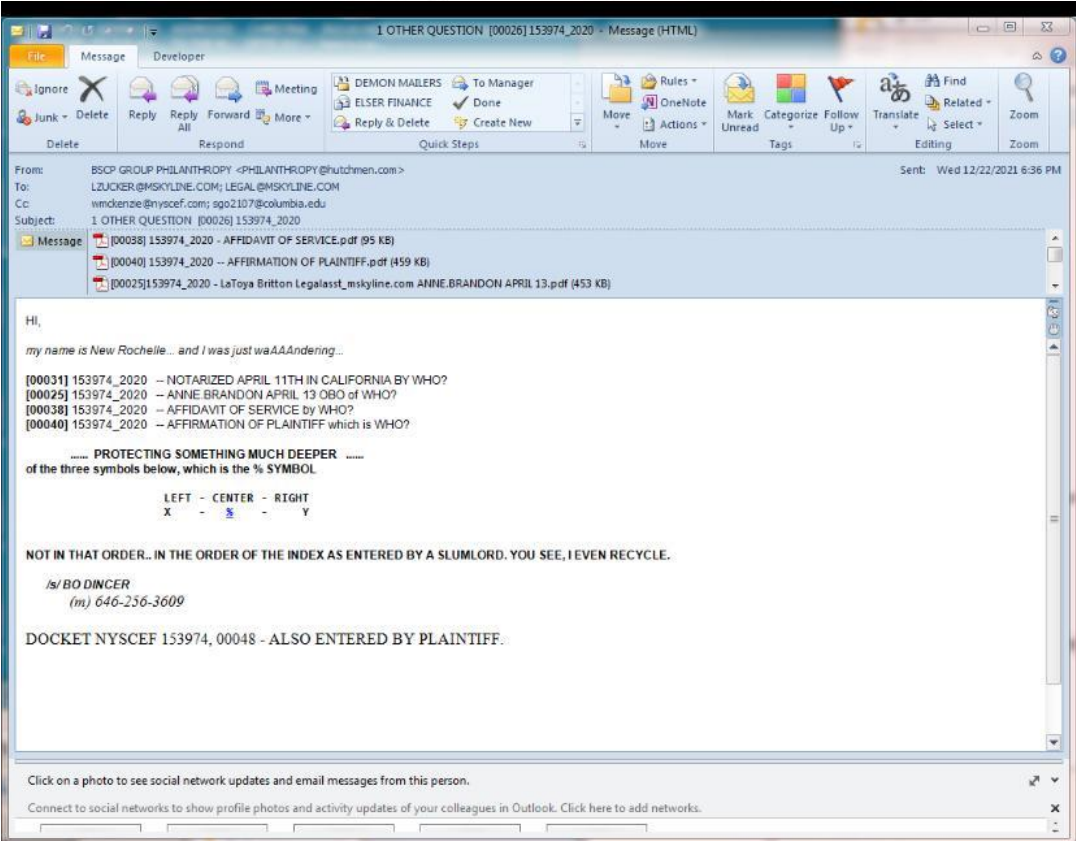 1 OTHER QUESTION [00026] 153974_2020 - Message (HTML)
File Message Developer
Ignore
Junk
Delete
Reply
Reply All
Forward
Meeting
More
DEMON MAILERS
ELSER FINANCE
Reply & Delete
To Manager
Done
Create New
Move
Rules
OneNote
Actions
Mark Unread
Categorize
Follow Up
Translate
Find
Related
Select
Zoom
Delete Respond Quick Steps Move Tags Editing Zoom
From: BSCP GROUP PHILANTHROPY <PHILANTHROPY@hutchmen.com> Sent: Wed 12/22/2021 6:36 PM
To: LZUCKER@MSKYLINE.COM; LEGAL@MSKYLINE.COM
Cc: wmckenzie@nyscef.com; sgo2107@columbia.edu
Subject: 1 OTHER QUESTION [00026] 153974_2020
Message [00038] 153974_2020 - AFFIDAVIT OF SERVICE.pdf (95 KB)
[00040] 153974_2020 -- AFFIRMATION OF PLAINTIFF.pdf (459 KB)
[00025]153974_2020 - LaToya Britton Legalasst_mskyline.com ANNE.BRANDON APRIL 13.pdf (453 KB)
HI,
my name is New Rochelle... and I was just waAAAndering...
[00031] 153974_2020 -- NOTARIZED APRIL 11TH IN CALIFORNIA BY WHO?
[00025] 153974_2020 -- ANNE.BRANDON APRIL 13 OBO of WHO?
[00038] 153974_2020 -- AFFIDAVIT OF SERVICE by WHO?
[00040] 153974_2020 -- AFFIRMATION OF PLAINTIFF which is WHO?
...... PROTECTING SOMETHING MUCH DEEPER ......
of the three symbols below, which is the % SYMBOL
LEFT - CENTER - RIGHT
X - % - Y
NOT IN THAT ORDER.. IN THE ORDER OF THE INDEX AS ENTERED BY A SLUMLORD. YOU SEE, I EVEN RECYCLE.
/s/ BO DINCER
(m) 646-256-3609
DOCKET NYSCEF 153974, 00048 - ALSO ENTERED BY PLAINTIFF.
Click on a photo to see social network updates and email messages from this person.
Connect to social networks to show profile photos and activity updates of your colleagues in Outlook. Click here to add networks.